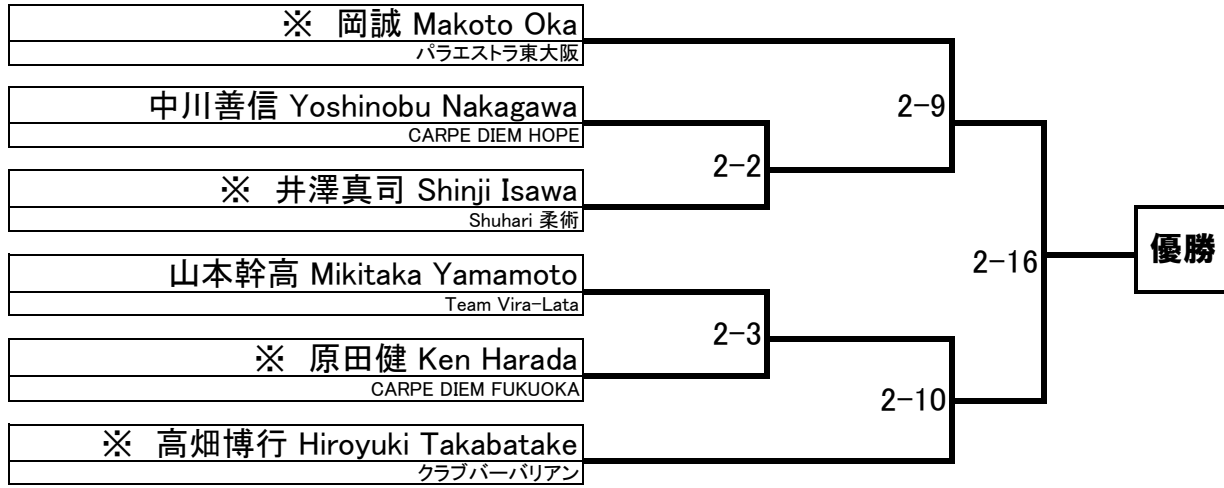 ※ 岡誠 Makoto Oka
パラエストラ東大阪
中川善信 Yoshinobu Nakagawa
CARPE DIEM HOPE
※ 井澤真司 Shinji Isawa
Shuhari 柔術
山本幹高 Mikitaka Yamamoto
Team Vira-Lata
※ 原田健 Ken Harada
CARPE DIEM FUKUOKA
※ 高畑博行 Hiroyuki Takabatake
クラブバーバリアン
2-2
2-3
2-9
2-10
2-16
優勝